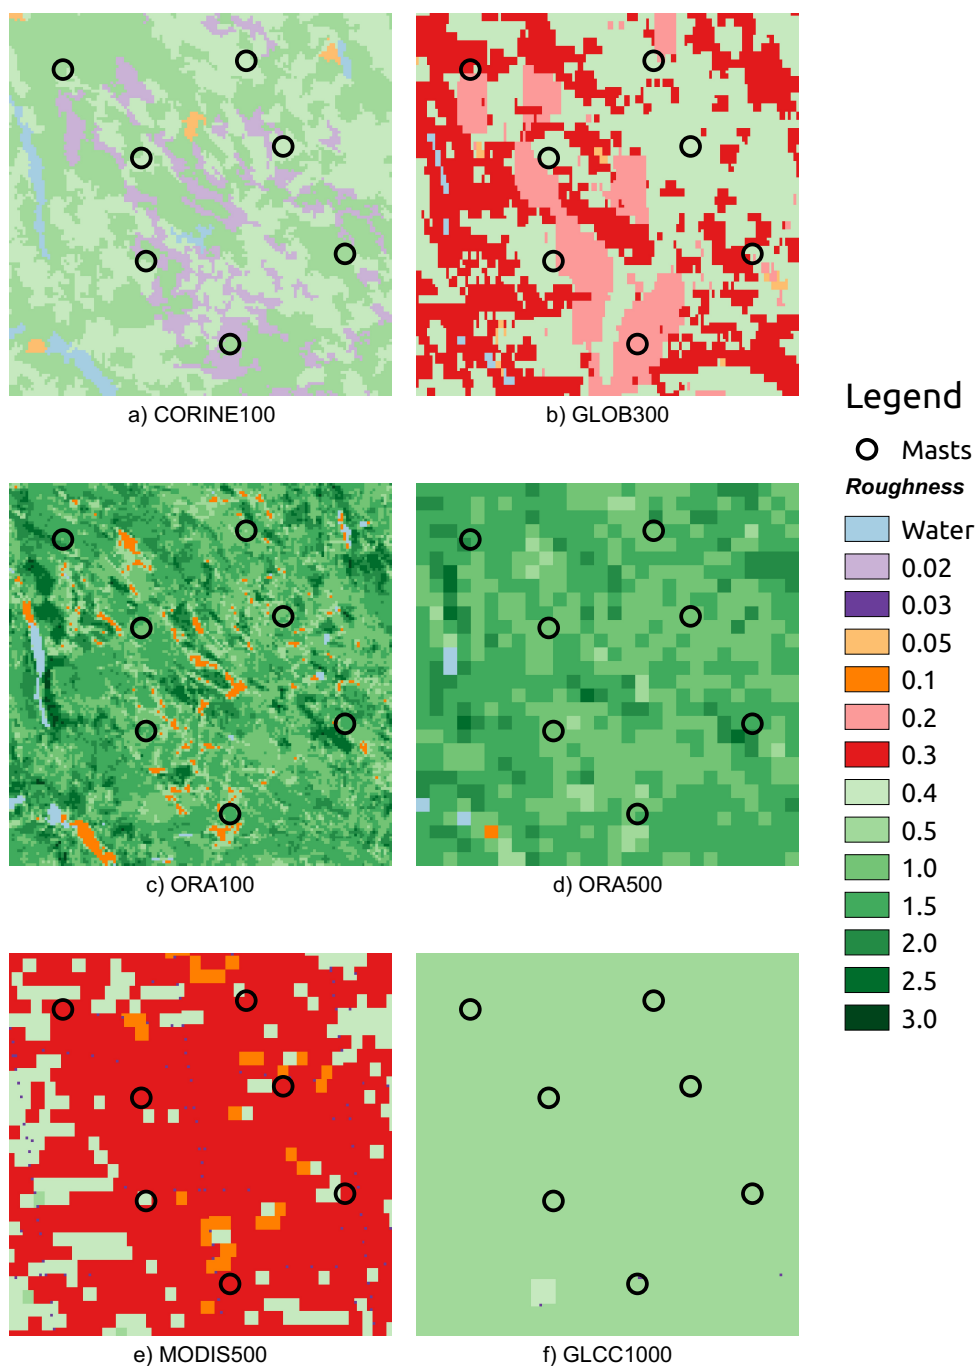 a) CORINE100
b) GLOB300
Legend
Masts
Roughness
Water
0.02
0.03
0.05
0.1
0.2
0.3
0.4
0.5
1.0
1.5
2.0
2.5
3.0
c) ORA100
d) ORA500
e) MODIS500
f) GLCC1000